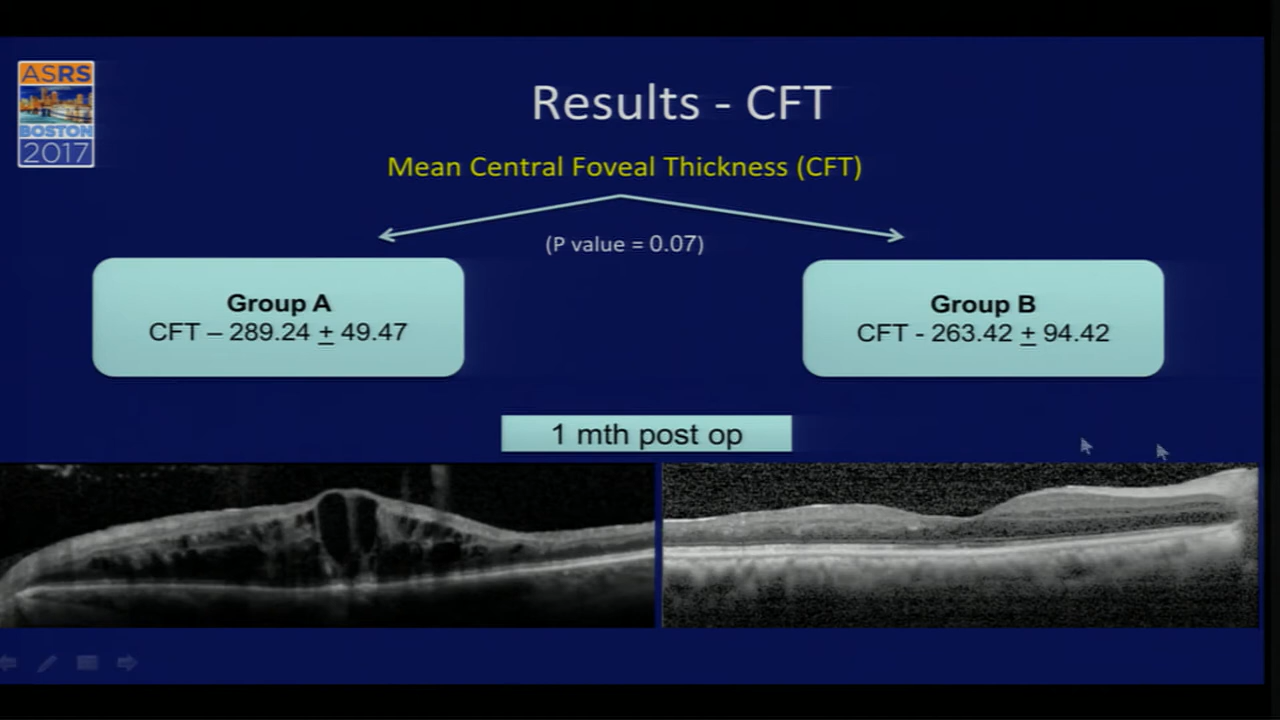 ASRS
BOSTON
2017
Results - CFT
Mean Central Foveal Thickness (CFT)
(P value = 0.07)
Group A
CFT – 289.24 ± 49.47
Group B
CFT - 263.42 ± 94.42
1 mth post op